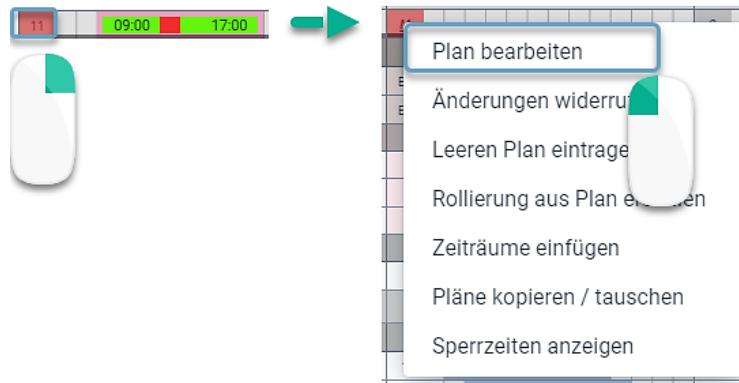 11 09:00 17:00
Plan bearbeiten
Änderungen
Leeren Plan
Rollierung aus Plan
Zeiträume einfügen
Pläne kopieren / tauschen
Sperrzeiten anzeigen